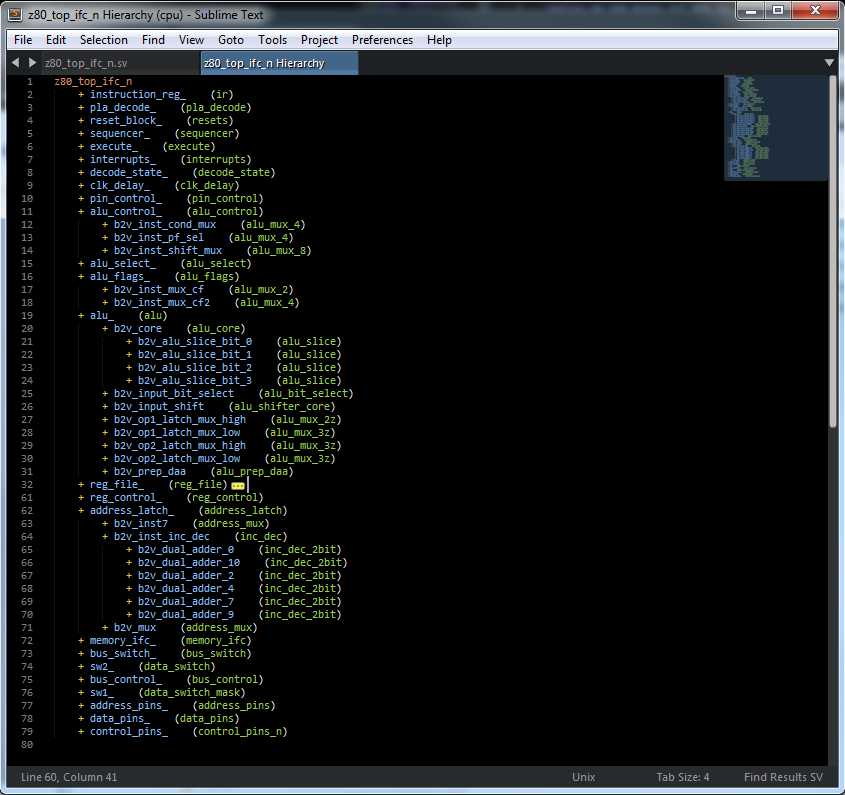 z80_top_ifc_n Hierarchy (cpu) - Sublime Text
File Edit Selection Find View Goto Tools Project Preferences Help
z80_top_ifc_n.sv z80_top_ifc_n Hierarchy
1 z80_top_ifc_n
2 + instruction_reg_ (ir)
3 + pla_decode_ (pla_decode)
4 + reset_block_ (resets)
5 + sequencer_ (sequencer)
6 + execute_ (execute)
7 + interrupts_ (interrupts)
8 + decode_state_ (decode_state)
9 + clk_delay_ (clk_delay)
10 + pin_control_ (pin_control)
11 + alu_control_ (alu_control)
12 + b2v_inst_cond_mux (alu_mux_4)
13 + b2v_inst_pf_sel (alu_mux_4)
14 + b2v_inst_shift_mux (alu_mux_8)
15 + alu_select_ (alu_select)
16 + alu_flags_ (alu_flags)
17 + b2v_inst_mux_cf (alu_mux_2)
18 + b2v_inst_mux_cf2 (alu_mux_4)
19 + alu_ (alu)
20 + b2v_core (alu_core)
21 + b2v_alu_slice_bit_0 (alu_slice)
22 + b2v_alu_slice_bit_1 (alu_slice)
23 + b2v_alu_slice_bit_2 (alu_slice)
24 + b2v_alu_slice_bit_3 (alu_slice)
25 + b2v_input_bit_select (alu_bit_select)
26 + b2v_input_shift (alu_shifter_core)
27 + b2v_op1_latch_mux_high (alu_mux_2z)
28 + b2v_op1_latch_mux_low (alu_mux_3z)
29 + b2v_op2_latch_mux_high (alu_mux_3z)
30 + b2v_op2_latch_mux_low (alu_mux_3z)
31 + b2v_prep_daa (alu_prep_daa)
32 + reg_file_ (reg_file)
61 + reg_control_ (reg_control)
62 + address_latch_ (address_latch)
63 + b2v_inst7 (address_mux)
64 + b2v_inst_inc_dec (inc_dec)
65 + b2v_dual_adder_0 (inc_dec_2bit)
66 + b2v_dual_adder_10 (inc_dec_2bit)
67 + b2v_dual_adder_2 (inc_dec_2bit)
68 + b2v_dual_adder_4 (inc_dec_2bit)
69 + b2v_dual_adder_7 (inc_dec_2bit)
70 + b2v_dual_adder_9 (inc_dec_2bit)
71 + b2v_mux (address_mux)
72 + memory_ifc_ (memory_ifc)
73 + bus_switch_ (bus_switch)
74 + sw2_ (data_switch)
75 + bus_control_ (bus_control)
76 + sw1_ (data_switch_mask)
77 + address_pins_ (address_pins)
78 + data_pins_ (data_pins)
79 + control_pins_ (control_pins_n)
80
Line 60, Column 41 Unix Tab Size: 4 Find Results SV